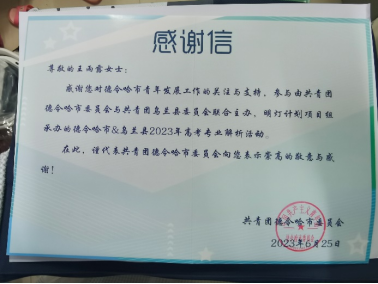 感谢信
尊敬的王雨露女士：
感谢您对德令哈市青年发展工作的关注与支持，参与由共青团
德令哈市委员会与共青团乌兰县委员会联合主办，明灯计划项目组
承办的德令哈市&乌兰县2023年高考专业解析活动。
在此，谨代表共青团德令哈市委员会向您表示崇高的敬意与感
谢！
共青团德令哈市委员会
2023年6月25日